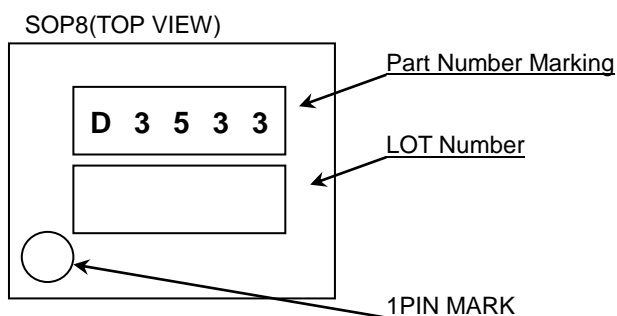 SOP8(TOP VIEW)
Part Number Marking
D 3 5 3 3
LOT Number
1PIN MARK